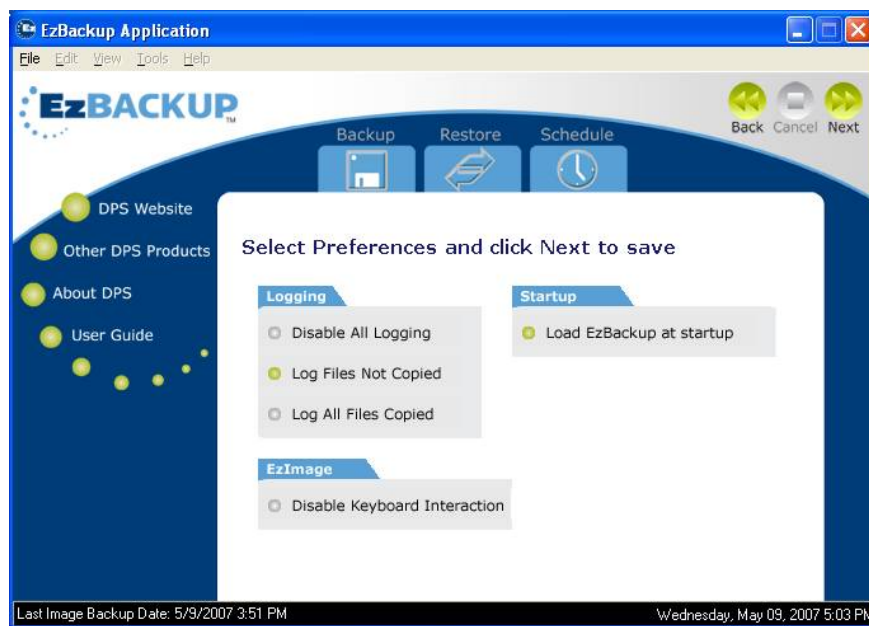 EzBackup Application
File Edit View Tools Help
EzBACKUP
TM
Backup Restore Schedule
Back Cancel Next
DPS Website
Other DPS Products
About DPS
User Guide
Select Preferences and click Next to save
Logging
Disable All Logging
Log Files Not Copied
Log All Files Copied
Startup
Load EzBackup at startup
EzImage
Disable Keyboard Interaction
Last Image Backup Date: 5/9/2007 3:51 PM
Wednesday, May 09, 2007 5:03 PM